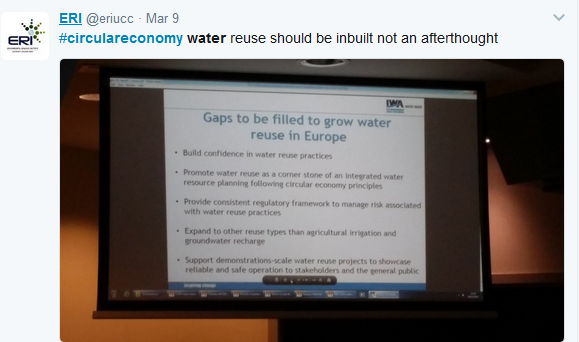 ERI @eriucc · Mar 9
#circulareconomy water reuse should be inbuilt not an afterthought
ERI
IWA
Gaps to be filled to grow water
reuse in Europe
• Build confidence in water reuse practices
• Promote water reuse as a corner stone of an integrated water
resource planning following circular economy principles
• Provide consistent regulatory framework to manage risk associated
with water reuse practices
• Expand to other reuse types than agricultural irrigation and
groundwater recharge
• Support demonstrations-scale water reuse projects to showcase
reliable and safe operation to stakeholders and the general public